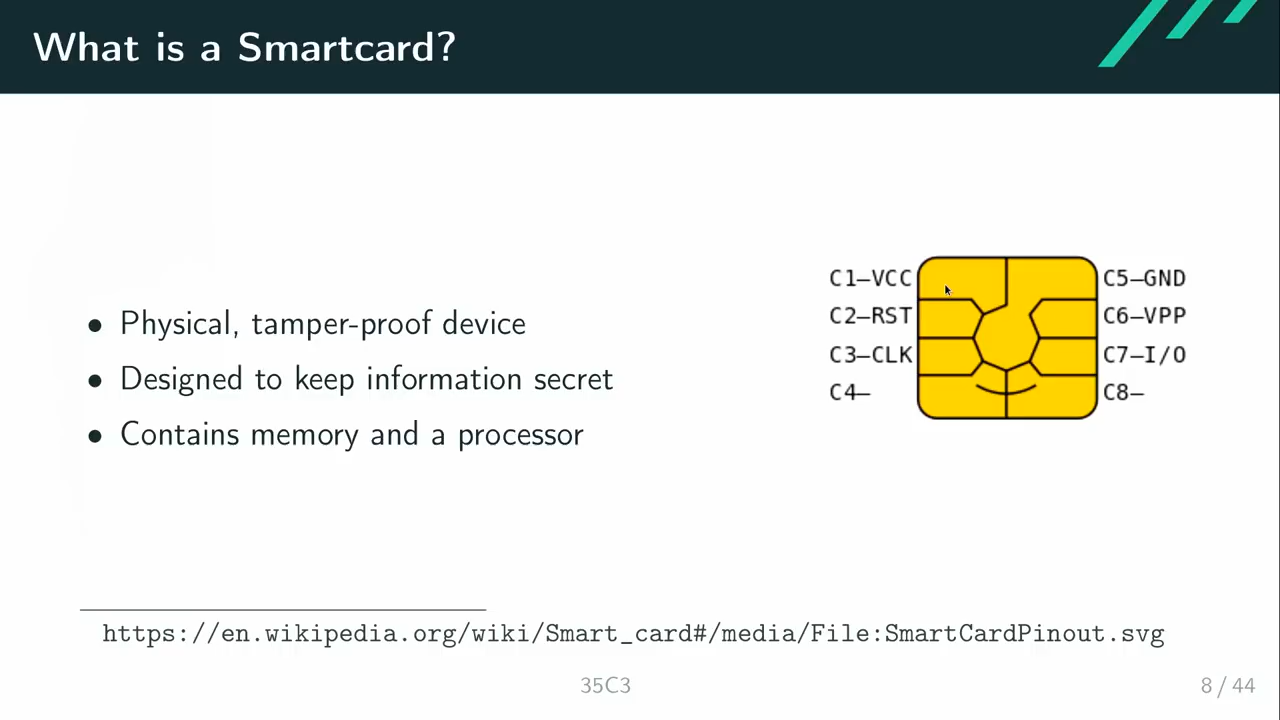 What is a Smartcard?
• Physical, tamper-proof device
• Designed to keep information secret
• Contains memory and a processor
C1–VCC
C2–RST
C3–CLK
C4–
C5–GND
C6–VPP
C7–I/O
C8–
https://en.wikipedia.org/wiki/Smart_card#/media/File:SmartCardPinout.svg
35C3
8 / 44